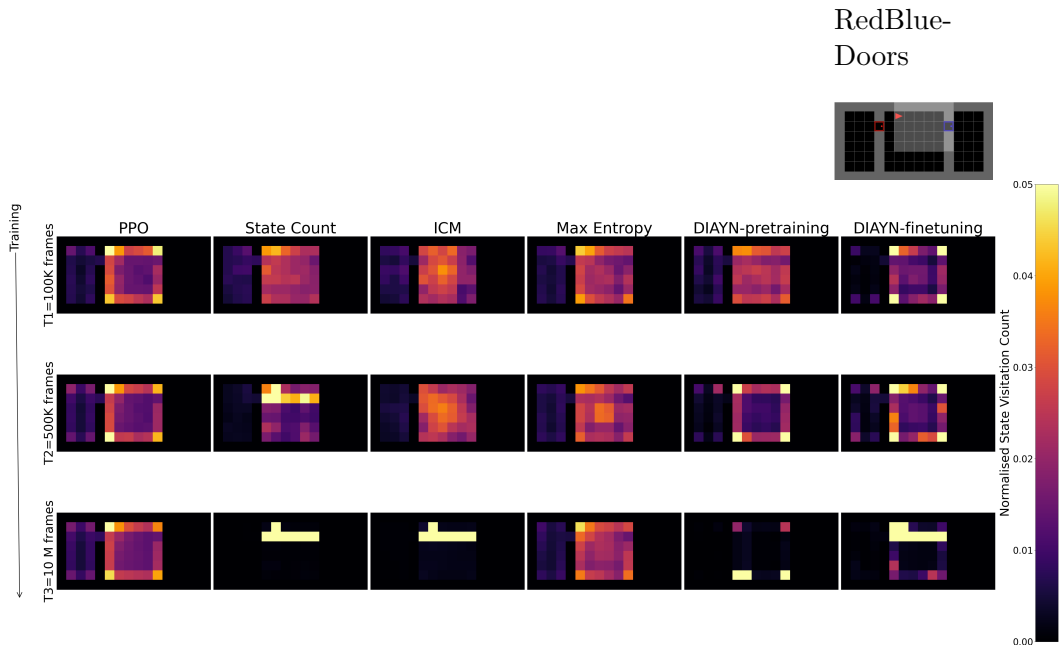 RedBlue-
Doors
Training
PPO
State Count
ICM
Max Entropy
DIAYN-pretraining
DIAYN-finetuning
T1=100K frames
T2=500K frames
T3=10 M frames
Normalised State Visitation Count
0.05
0.04
0.03
0.02
0.01
0.00